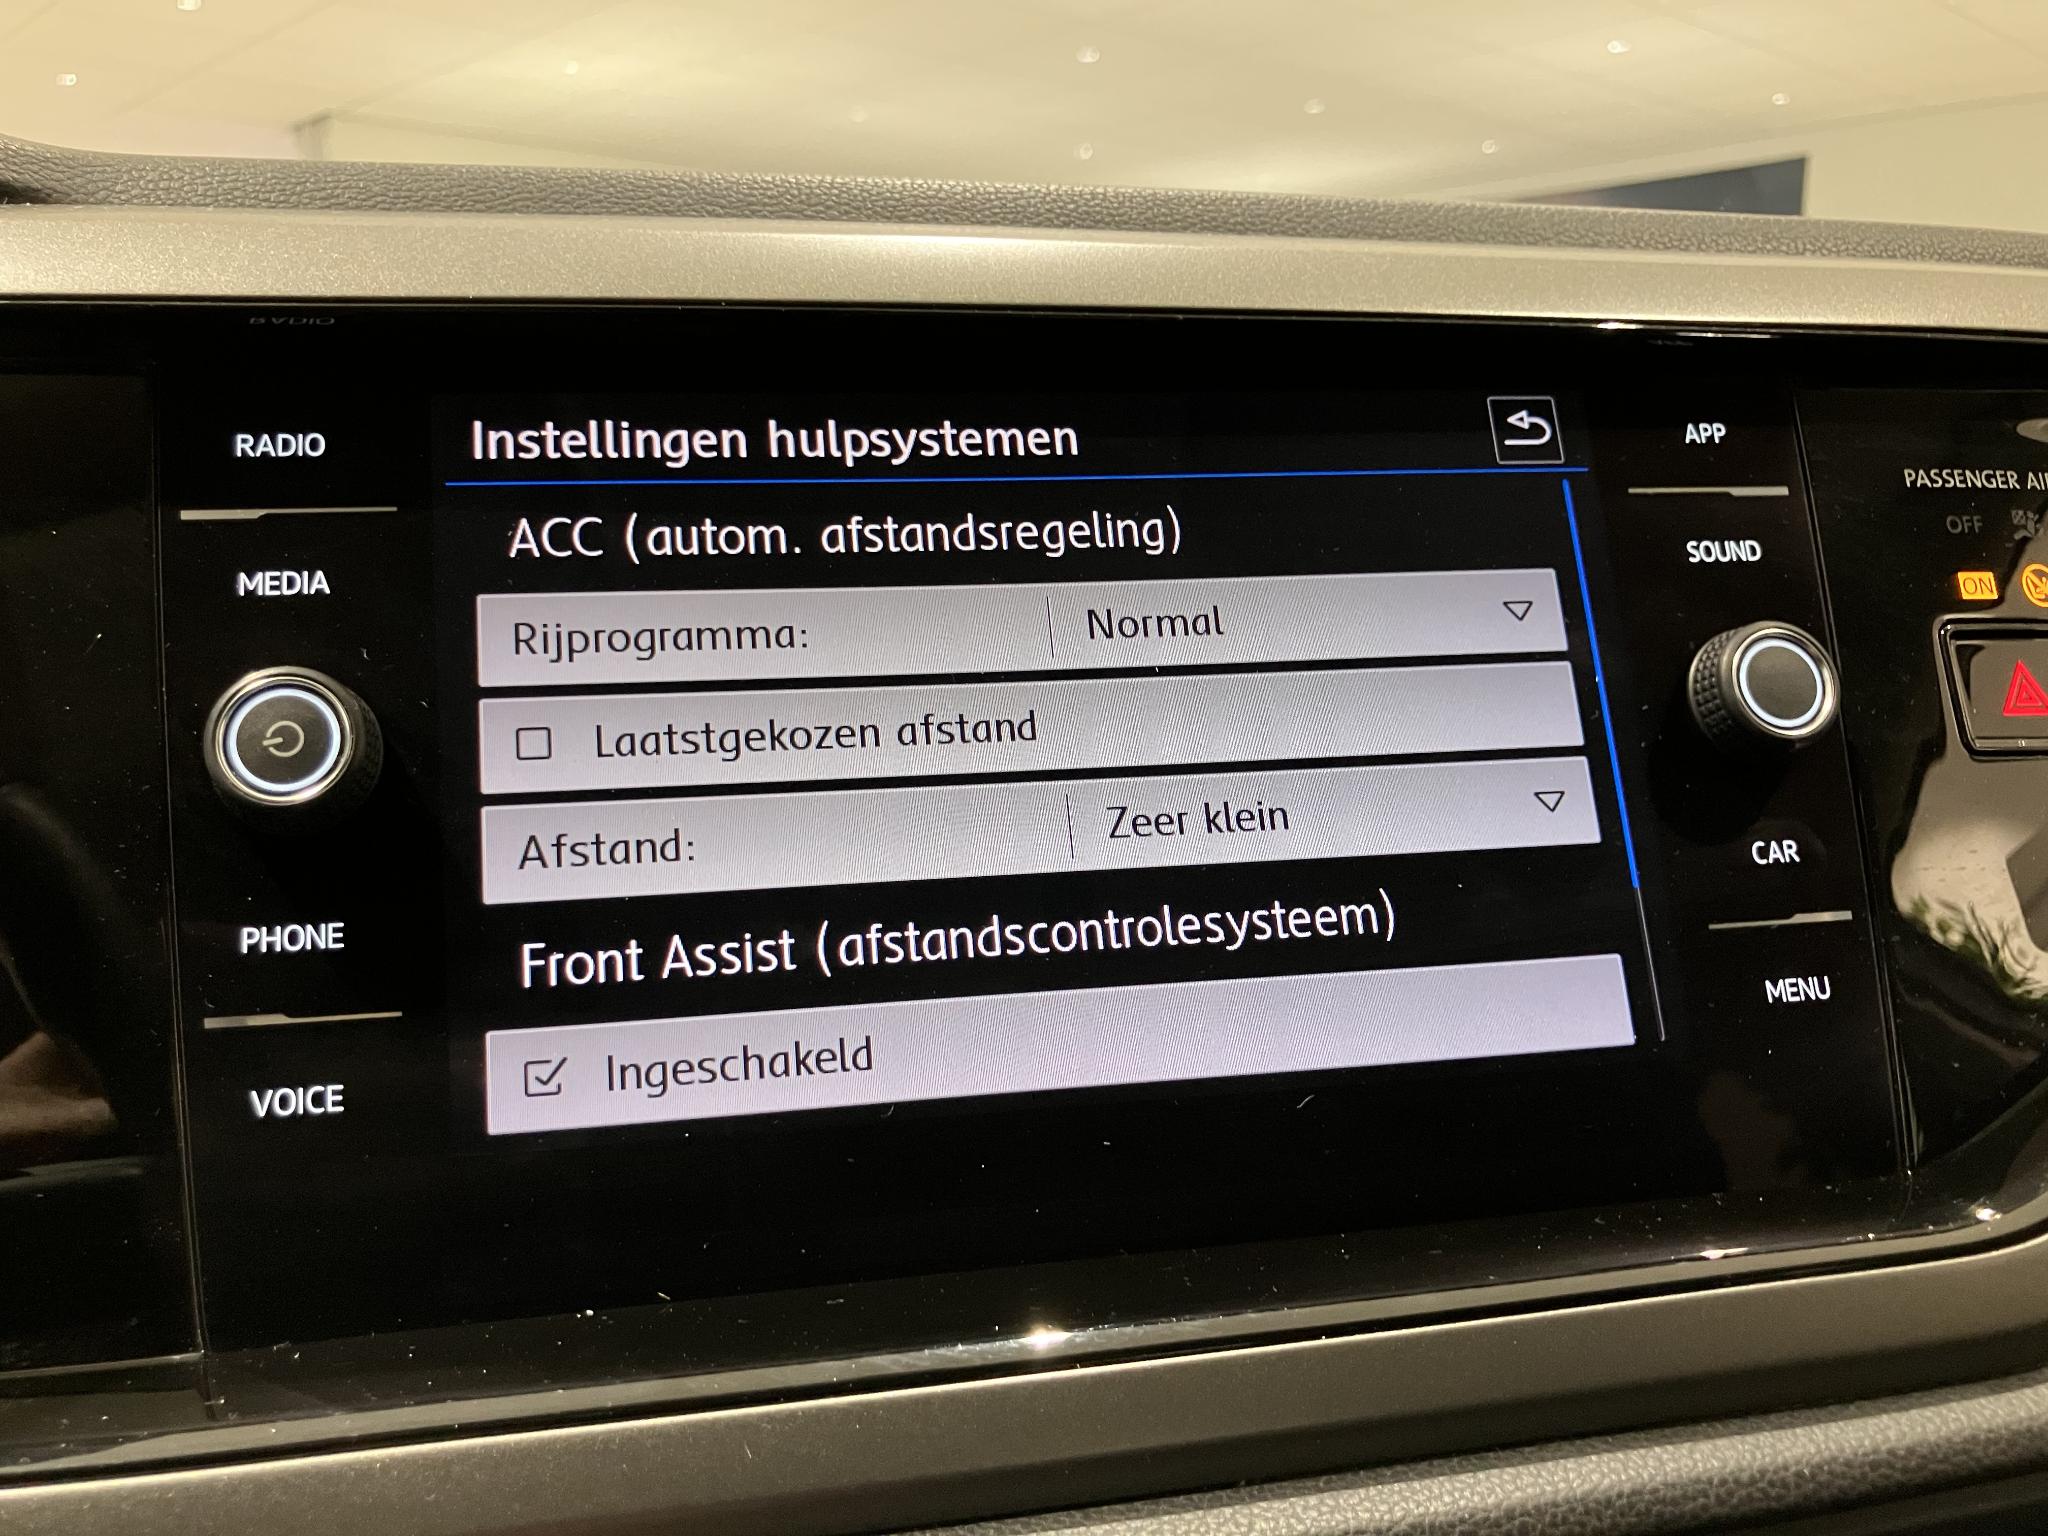 RADIO
MEDIA
PHONE
VOICE
Instellingen hulpsystemen
ACC (autom. afstandsregeling)
Rijprogramma: Normal
Laatstgekozen afstand
Afstand: Zeer klein
Front Assist (afstandscontrolesysteem)
Ingeschakeld
APP
SOUND
CAR
MENU
PASSENGER
OFF
ON